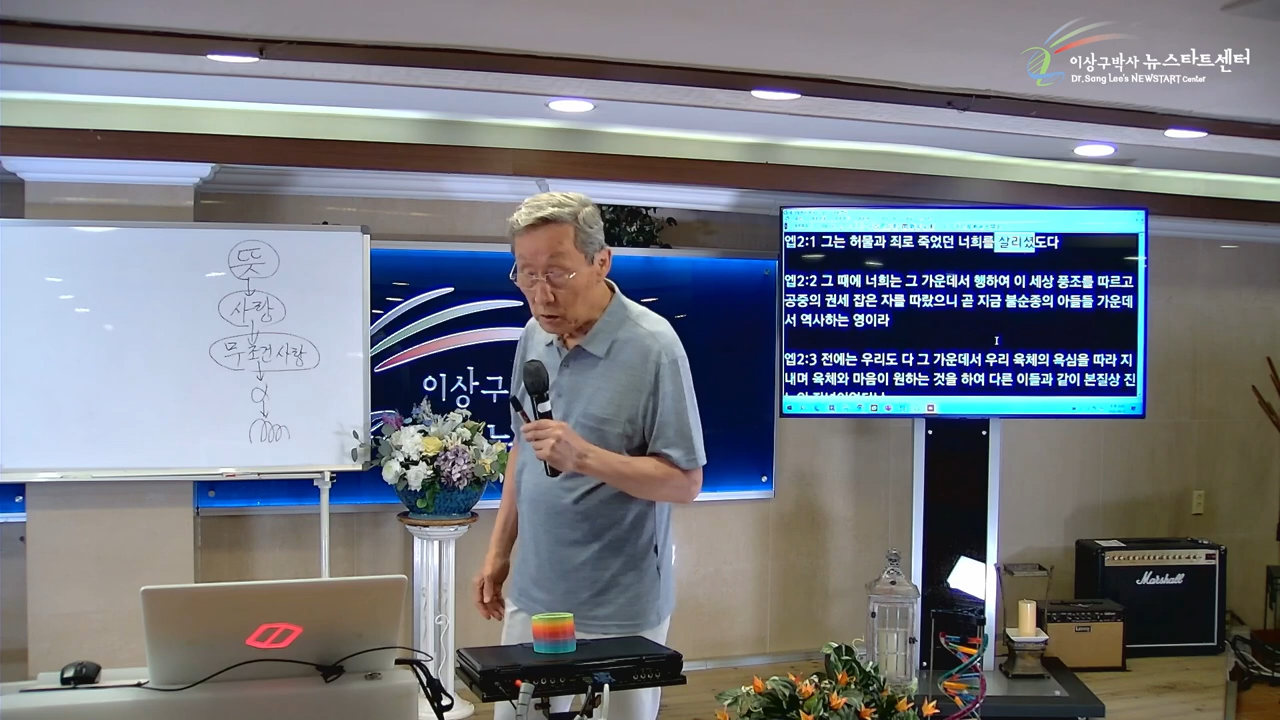 이상구박사 뉴스타트센터
Dr. Sang Lee's NEWSTART Center
뜻
사랑
무조건사랑
α
이상구
엡2:1 그는 허물과 죄로 죽었던 너희를 살리셨도다
엡2:2 그 때에 너희는 그 가운데서 행하여 이 세상 풍조를 따르고
공중의 권세 잡은 자를 따랐으니 곧 지금 불순종의 아들들 가운데
서 역사하는 영이라
엡2:3 전에는 우리도 다 그 가운데서 우리 육체의 욕심을 따라 지
내며 육체와 마음이 원하는 것을 하여 다른 이들과 같이 본질상 진
Marshall